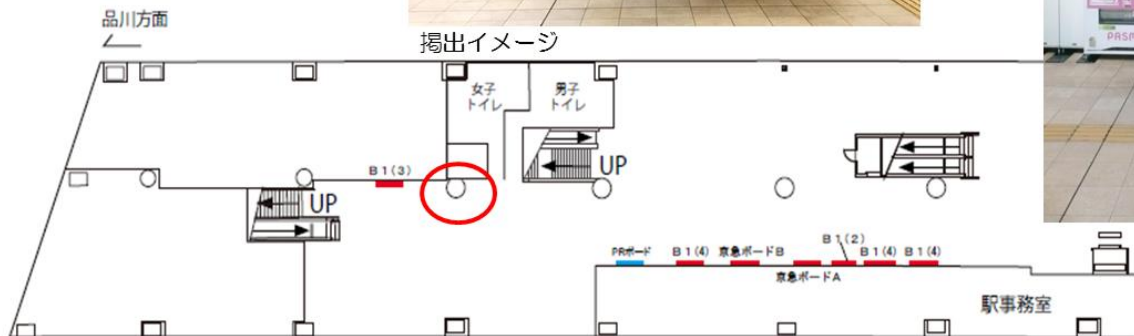 品川方面
掲出イメージ
PASM
女子
トイレ
男子
トイレ
UP
B1(3)
UP
PRボード
B1(4)
京急ボードB
B1(2)
B1(4)
B1(4)
京急ボードA
駅事務室